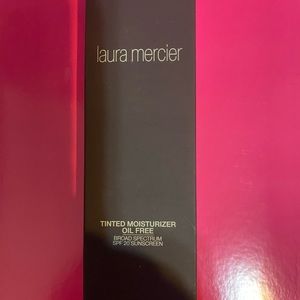 laura mercier
TINTED MOISTURIZER
OIL FREE
BROAD SPECTRUM
SPF 20 SUNSCREEN